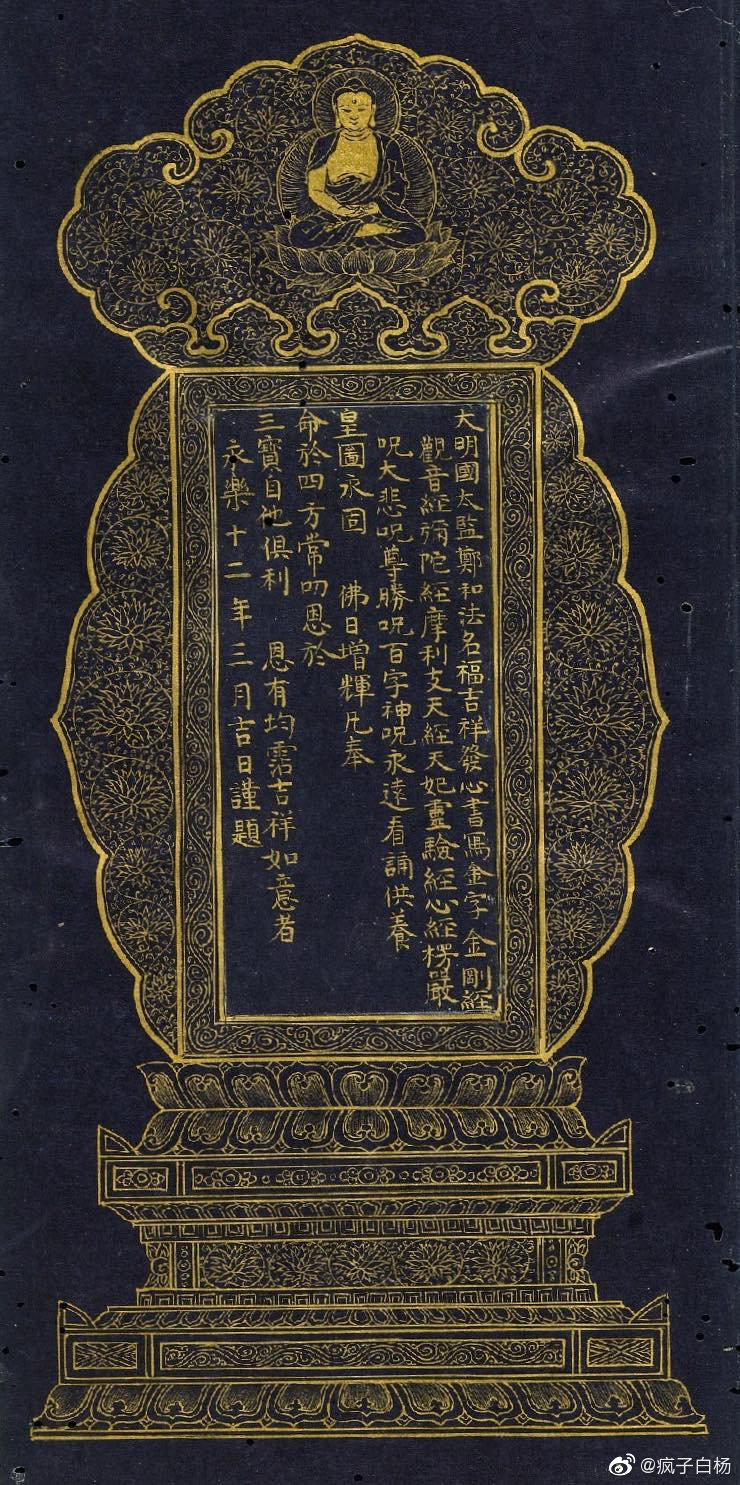 大明國太監鄭和法名福吉祥發心書寫金字 金剛經
觀音經彌陀經摩利支天經天妃靈驗經心經楞嚴
呪大悲呪尊勝呪百字神呪永遠看誦供養
皇圖永固 佛日增輝凡奉
命於四方常叨恩於
三寶自他俱利 恩有均霑吉祥如意者
永樂十二年三月吉日謹題
@疯子白杨